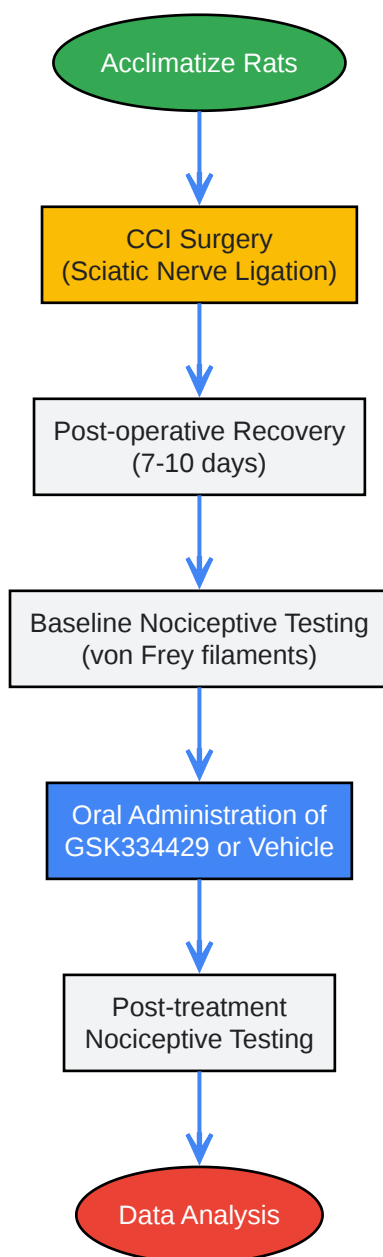 Acclimatize Rats
CCI Surgery
(Sciatic Nerve Ligation)
Post-operative Recovery
(7-10 days)
Baseline Nociceptive Testing
(von Frey filaments)
Oral Administration of
GSK334429 or Vehicle
Post-treatment
Nociceptive Testing
Data Analysis